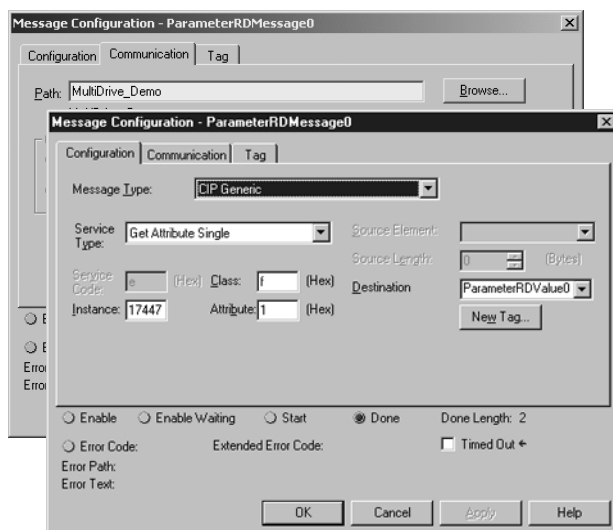 Message Configuration - ParameterRDMessage0
Configuration Communication Tag
Path: MultiDrive_Demo Browse...
Message Configuration - ParameterRDMessage0
Configuration Communication Tag
Message Type: CIP Generic
Service Type: Get Attribute Single
Source Element:
Source Length: 0 (Bytes)
Service Code: e (Hex) Class: f (Hex)
Destination ParameterRDValue0
Instance: 17447 Attribute: 1 (Hex)
New Tag...
Enable Enable Waiting Start Done Done Length: 2
Error Code: Extended Error Code: Timed Out ←
Error Path:
Error Text:
OK Cancel Apply Help